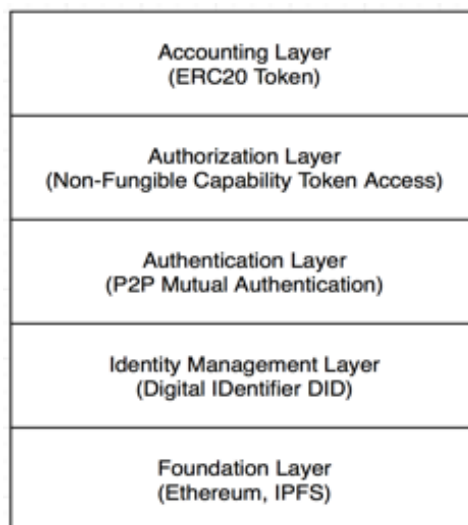 Accounting Layer
(ERC20 Token)
Authorization Layer
(Non-Fungible Capability Token Access)
Authentication Layer
(P2P Mutual Authentication)
Identity Management Layer
(Digital IDentifier DID)
Foundation Layer
(Ethereum, IPFS)